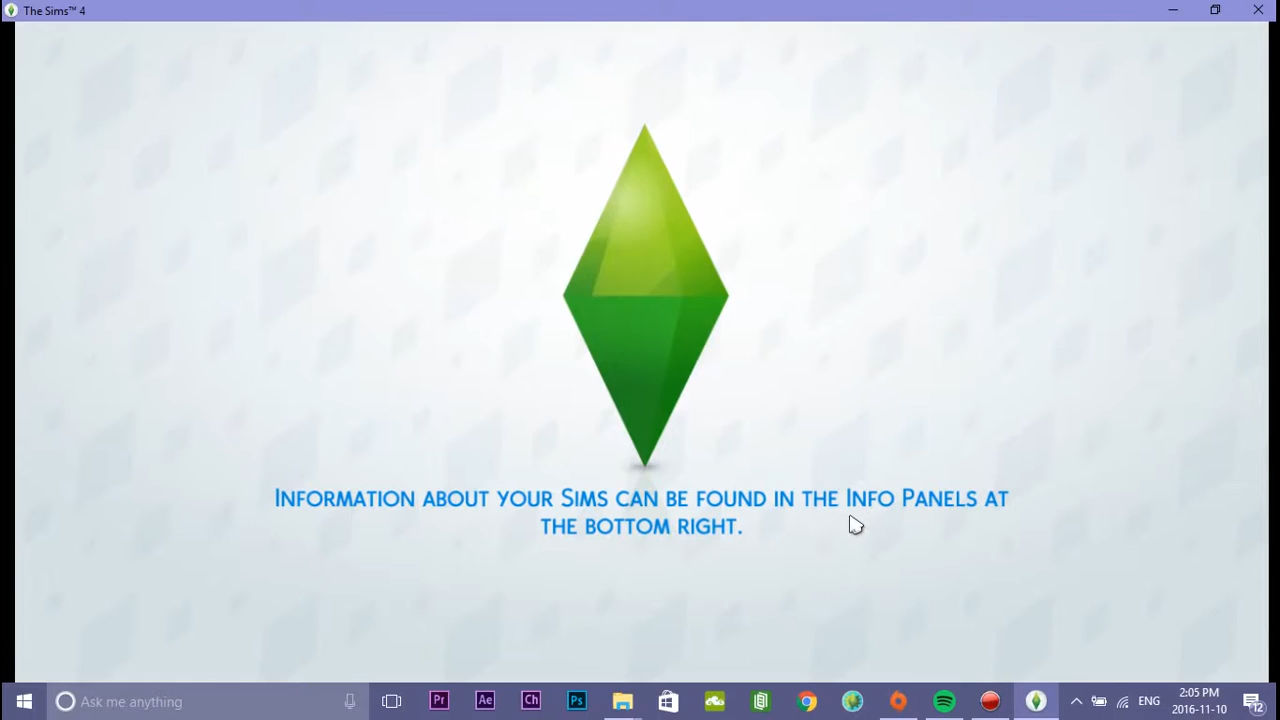 The Sims™ 4
INFORMATION ABOUT YOUR SIMS CAN BE FOUND IN THE INFO PANELS AT
THE BOTTOM RIGHT.
Ask me anything
Pr
Ae
Ch
Ps
ENG
2:05 PM
2016-11-10
12